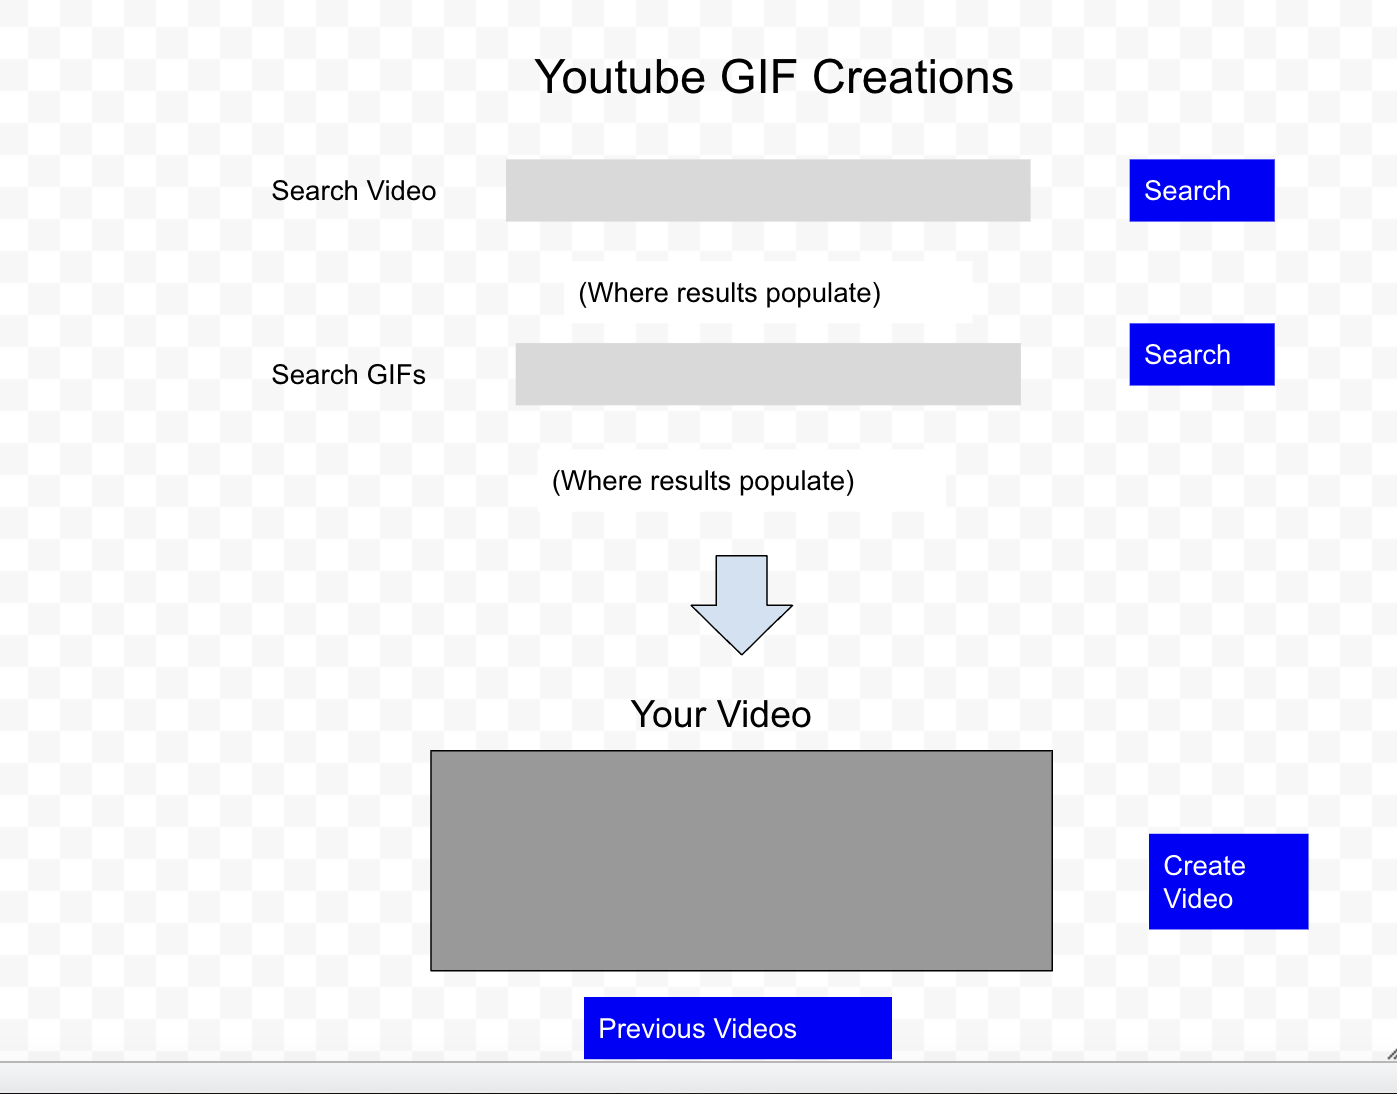 Youtube GIF Creations
Search Video
Search
(Where results populate)
Search GIFs
Search
(Where results populate)
Your Video
Create
Video
Previous Videos